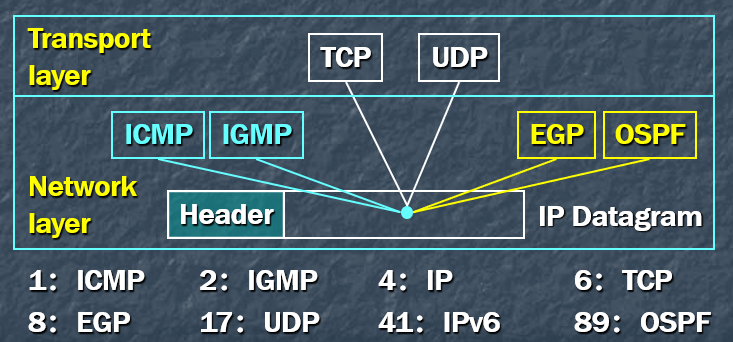 Transport
layer
TCP UDP
ICMP IGMP EGP OSPF
Network
layer
Header IP Datagram
1: ICMP 2: IGMP 4: IP 6: TCP
8: EGP 17: UDP 41: IPv6 89: OSPF